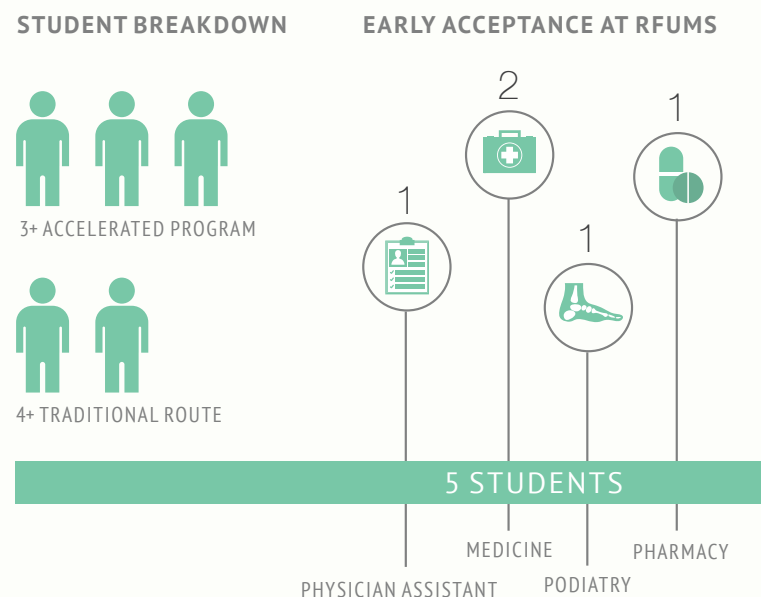 STUDENT BREAKDOWN
3+ ACCELERATED PROGRAM
4+ TRADITIONAL ROUTE
EARLY ACCEPTANCE AT RFUMS
1
2
1
1
5 STUDENTS
PHYSICIAN ASSISTANT
MEDICINE
PODIATRY
PHARMACY